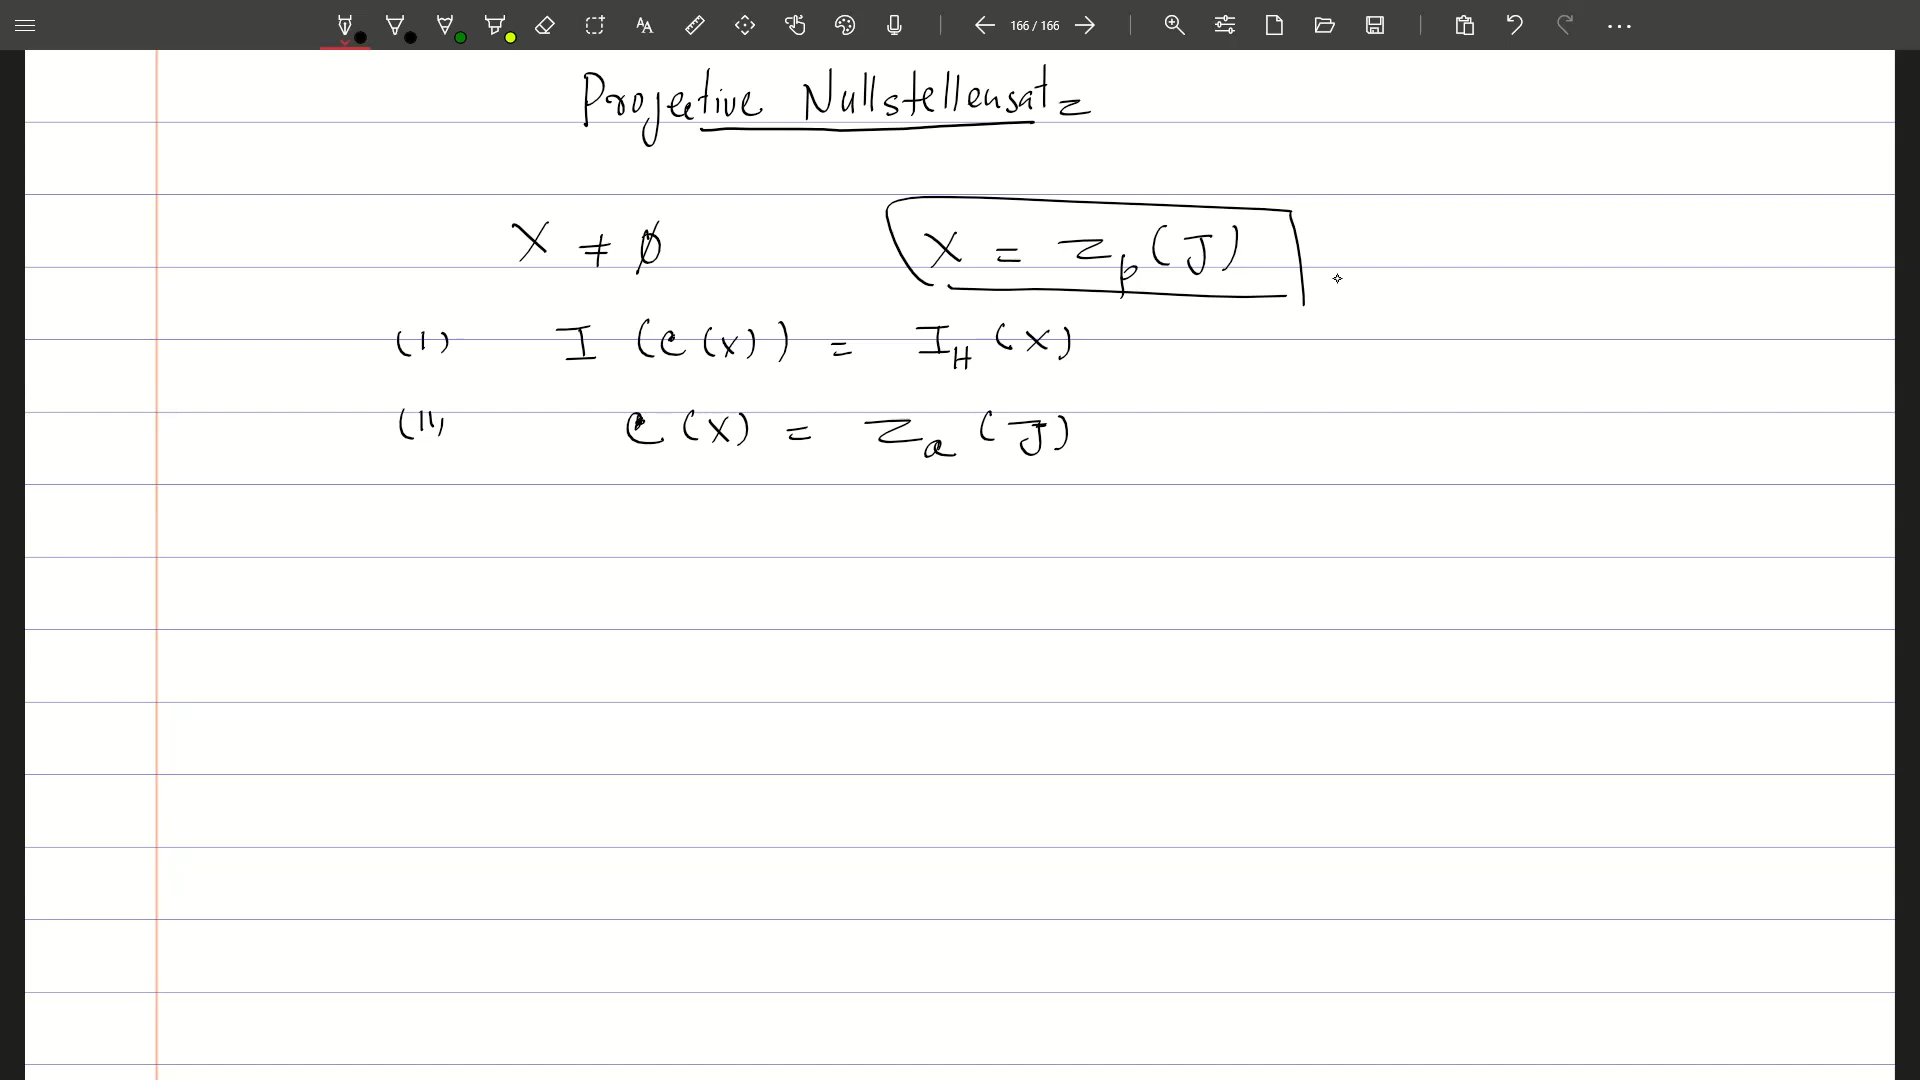 166 / 166
Projective Nullstellensatz
X ≠ ∅ X = Z_p (J)
(I) I (C (X)) = I_H (X)
(II) C (X) = Z_a (J)